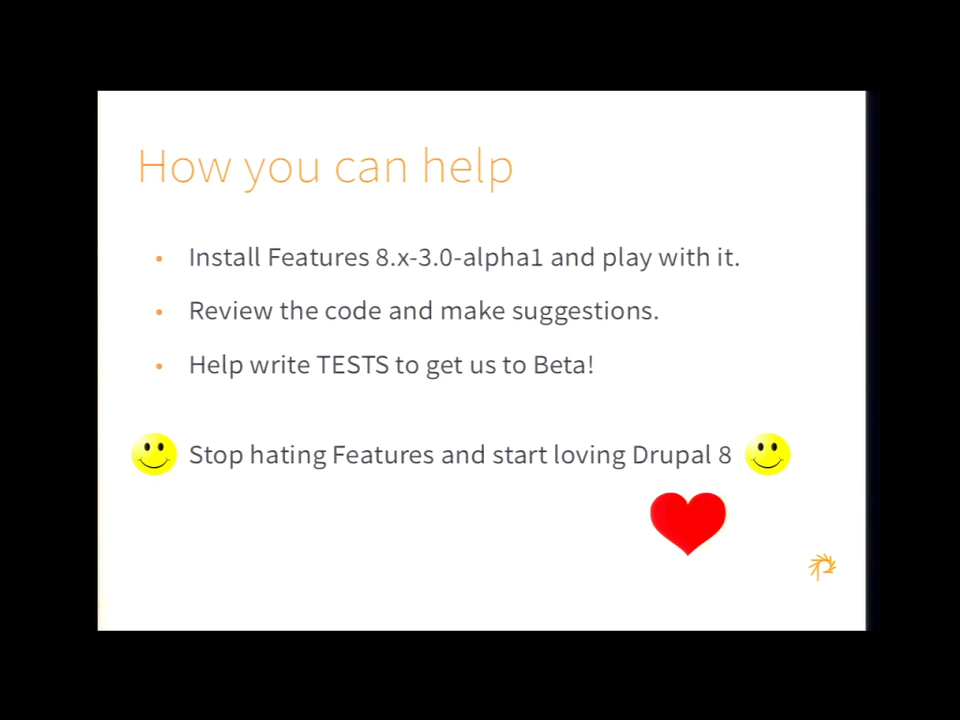 How you can help
• Install Features 8.x-3.0-alpha1 and play with it.
• Review the code and make suggestions.
• Help write TESTS to get us to Beta!
Stop hating Features and start loving Drupal 8